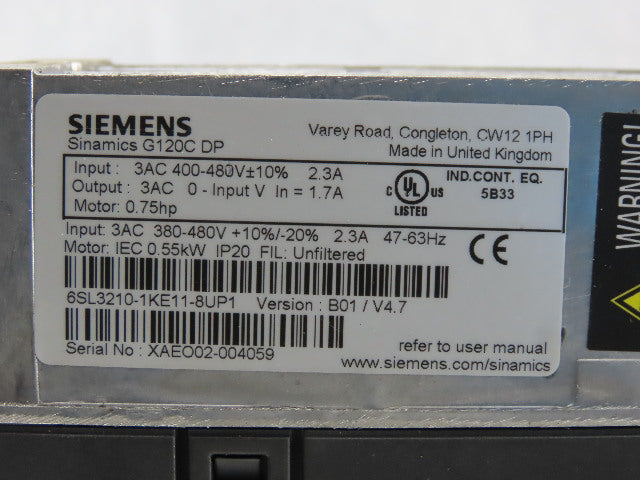 SIEMENS
Sinamics G120C DP
Varey Road, Congleton, CW12 1PH
Made in United Kingdom
Input : 3AC 400-480V±10% 2.3A
Output : 3AC 0 - Input V In = 1.7A
Motor: 0.75hp
C UL US
LISTED
IND.CONT. EQ.
5B33
Input: 3AC 380-480V +10%/-20% 2.3A 47-63Hz
Motor: IEC 0.55kW IP20 FIL: Unfiltered
CE
6SL3210-1KE11-8UP1 Version : B01 / V4.7
Serial No : XAEO02-004059
refer to user manual
www.siemens.com/sinamics
WARNING!